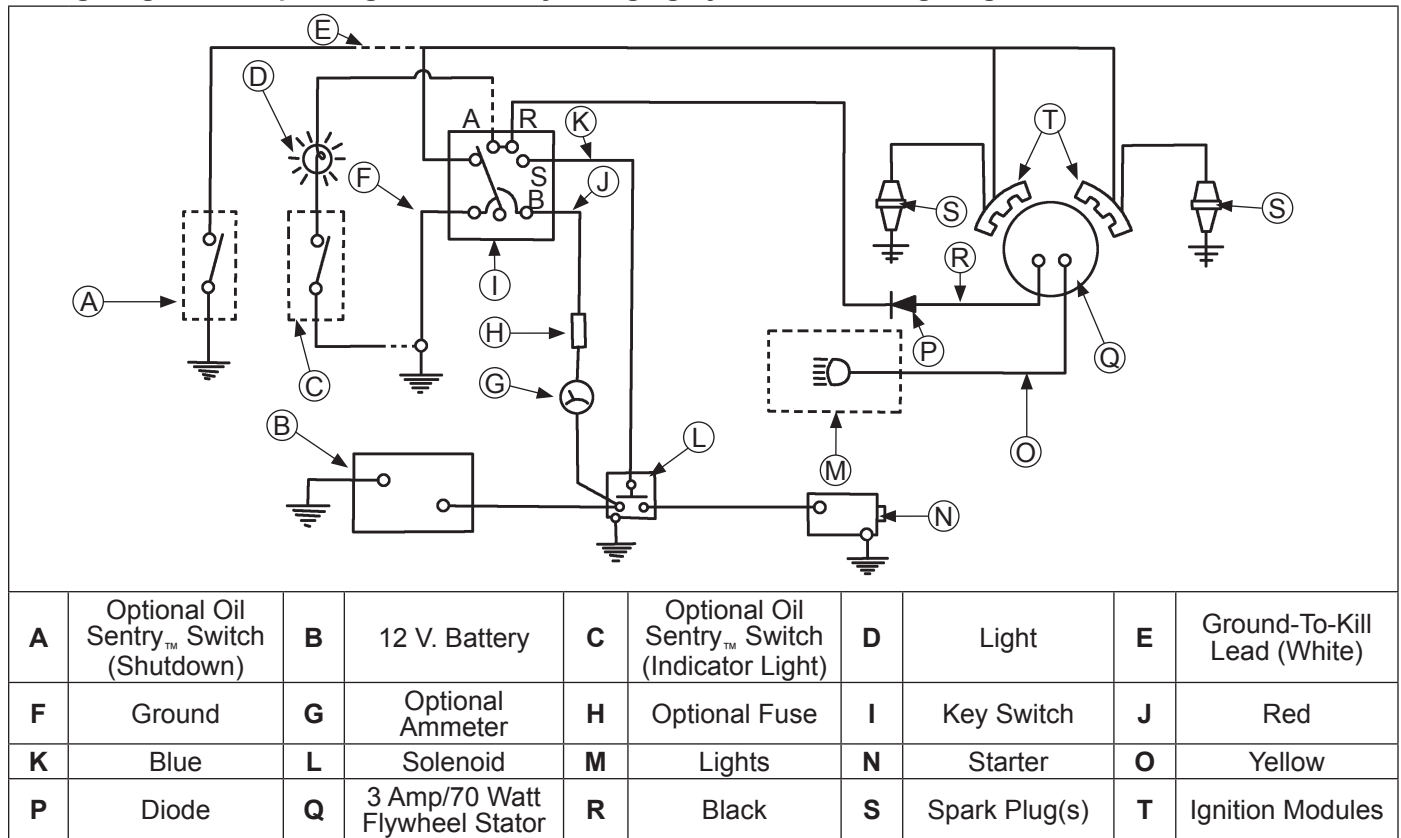 E
D
A R
K
T
F
S
J
B
S
S
I
R
A
H
P
Q
C
G
B
L
M
O
N
A Optional Oil Sentry™ Switch (Shutdown) B 12 V. Battery C Optional Oil Sentry™ Switch (Indicator Light) D Light E Ground-To-Kill Lead (White)
F Ground G Optional Ammeter H Optional Fuse I Key Switch J Red
K Blue L Solenoid M Lights N Starter O Yellow
P Diode Q 3 Amp/70 Watt Flywheel Stator R Black S Spark Plug(s) T Ignition Modules